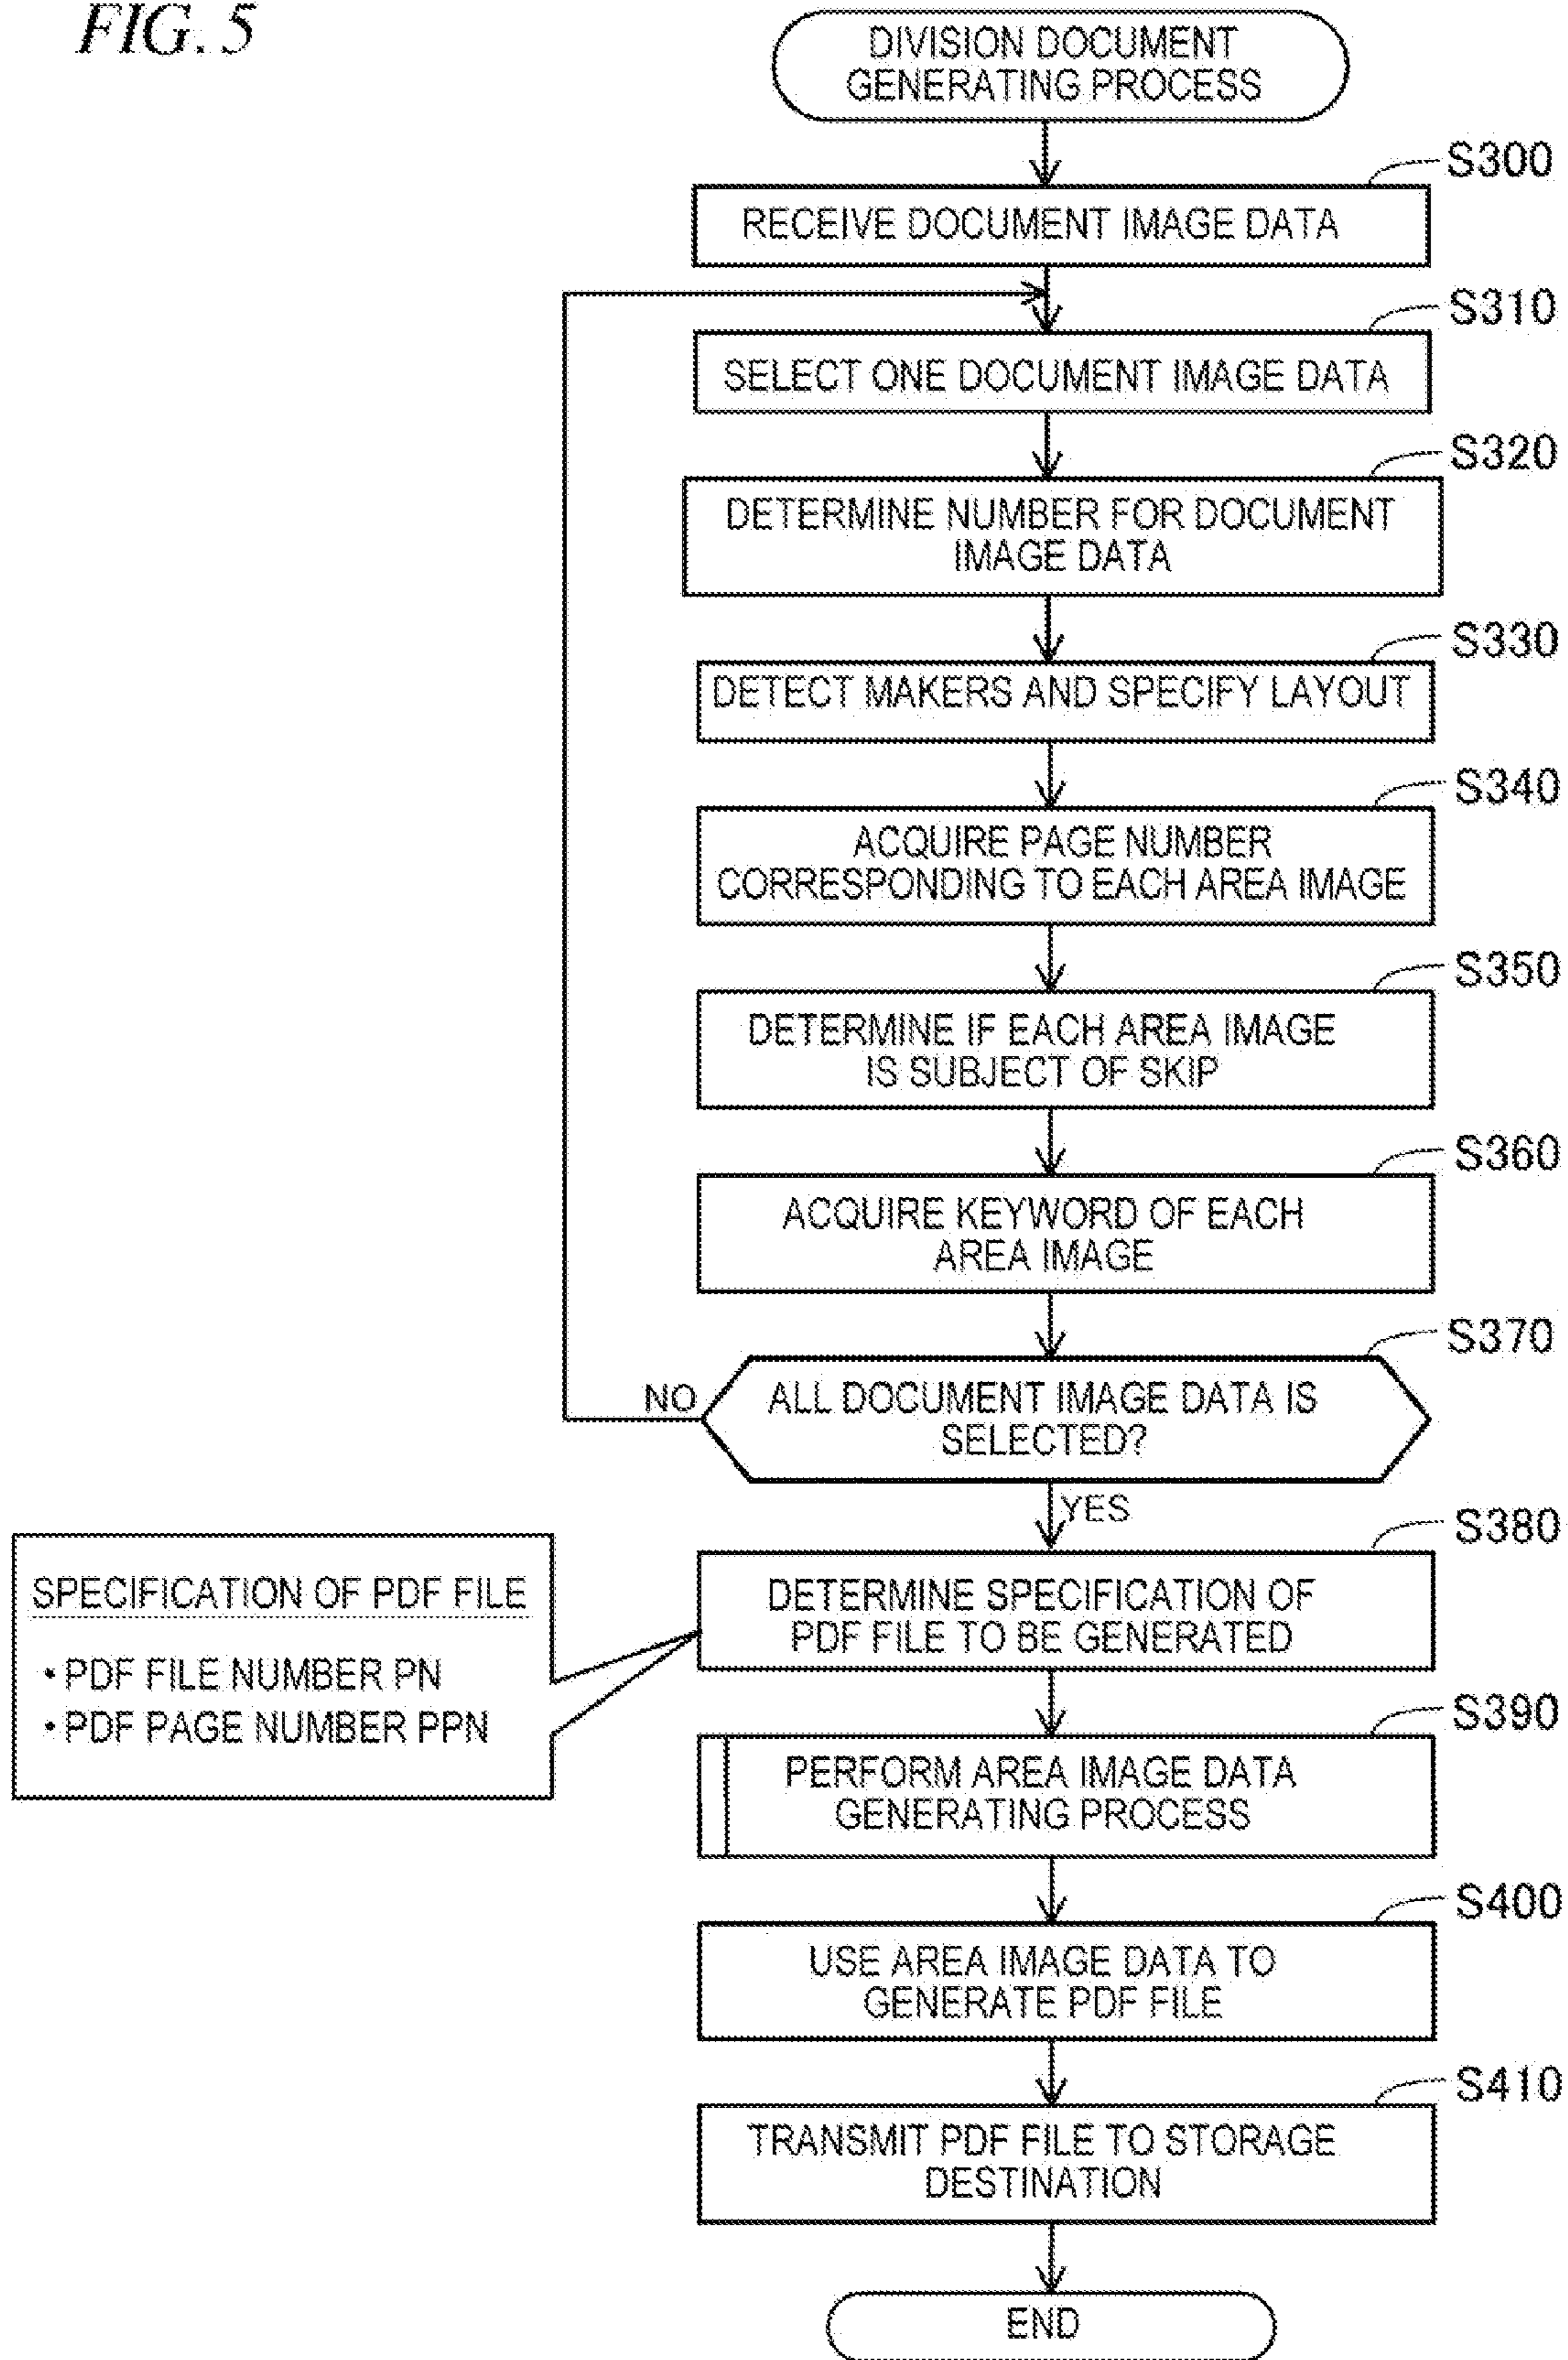 FIG. 5
DIVISION DOCUMENT
GENERATING PROCESS
S300
RECEIVE DOCUMENT IMAGE DATA
S310
SELECT ONE DOCUMENT IMAGE DATA
S320
DETERMINE NUMBER FOR DOCUMENT
IMAGE DATA
S330
DETECT MAKERS AND SPECIFY LAYOUT
S340
ACQUIRE PAGE NUMBER
CORRESPONDING TO EACH AREA IMAGE
S350
DETERMINE IF EACH AREA IMAGE
IS SUBJECT OF SKIP
S360
ACQUIRE KEYWORD OF EACH
AREA IMAGE
S370
NO
ALL DOCUMENT IMAGE DATA IS
SELECTED?
YES
S380
DETERMINE SPECIFICATION OF
PDF FILE TO BE GENERATED
SPECIFICATION OF PDF FILE
• PDF FILE NUMBER PN
• PDF PAGE NUMBER PPN
S390
PERFORM AREA IMAGE DATA
GENERATING PROCESS
S400
USE AREA IMAGE DATA TO
GENERATE PDF FILE
S410
TRANSMIT PDF FILE TO STORAGE
DESTINATION
END